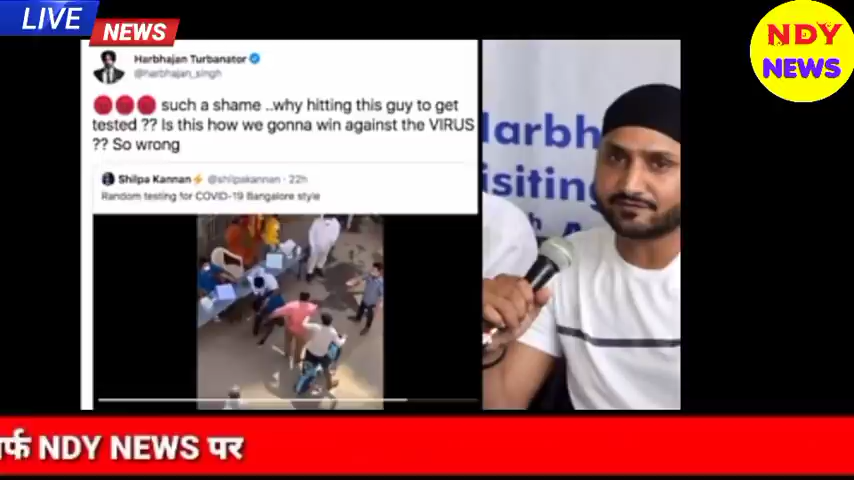 LIVE
NEWS
NDY
NEWS
Harbhajan Turbanator
@harbhajan_singh
such a shame ..why hitting this guy to get
tested ?? Is this how we gonna win against the VIRUS
?? So wrong
Shilpa Kannan⚡ @shilpakannan · 22h
Random testing for COVID-19 Bangalore style
arbh
isiting
NDY NEWS पर